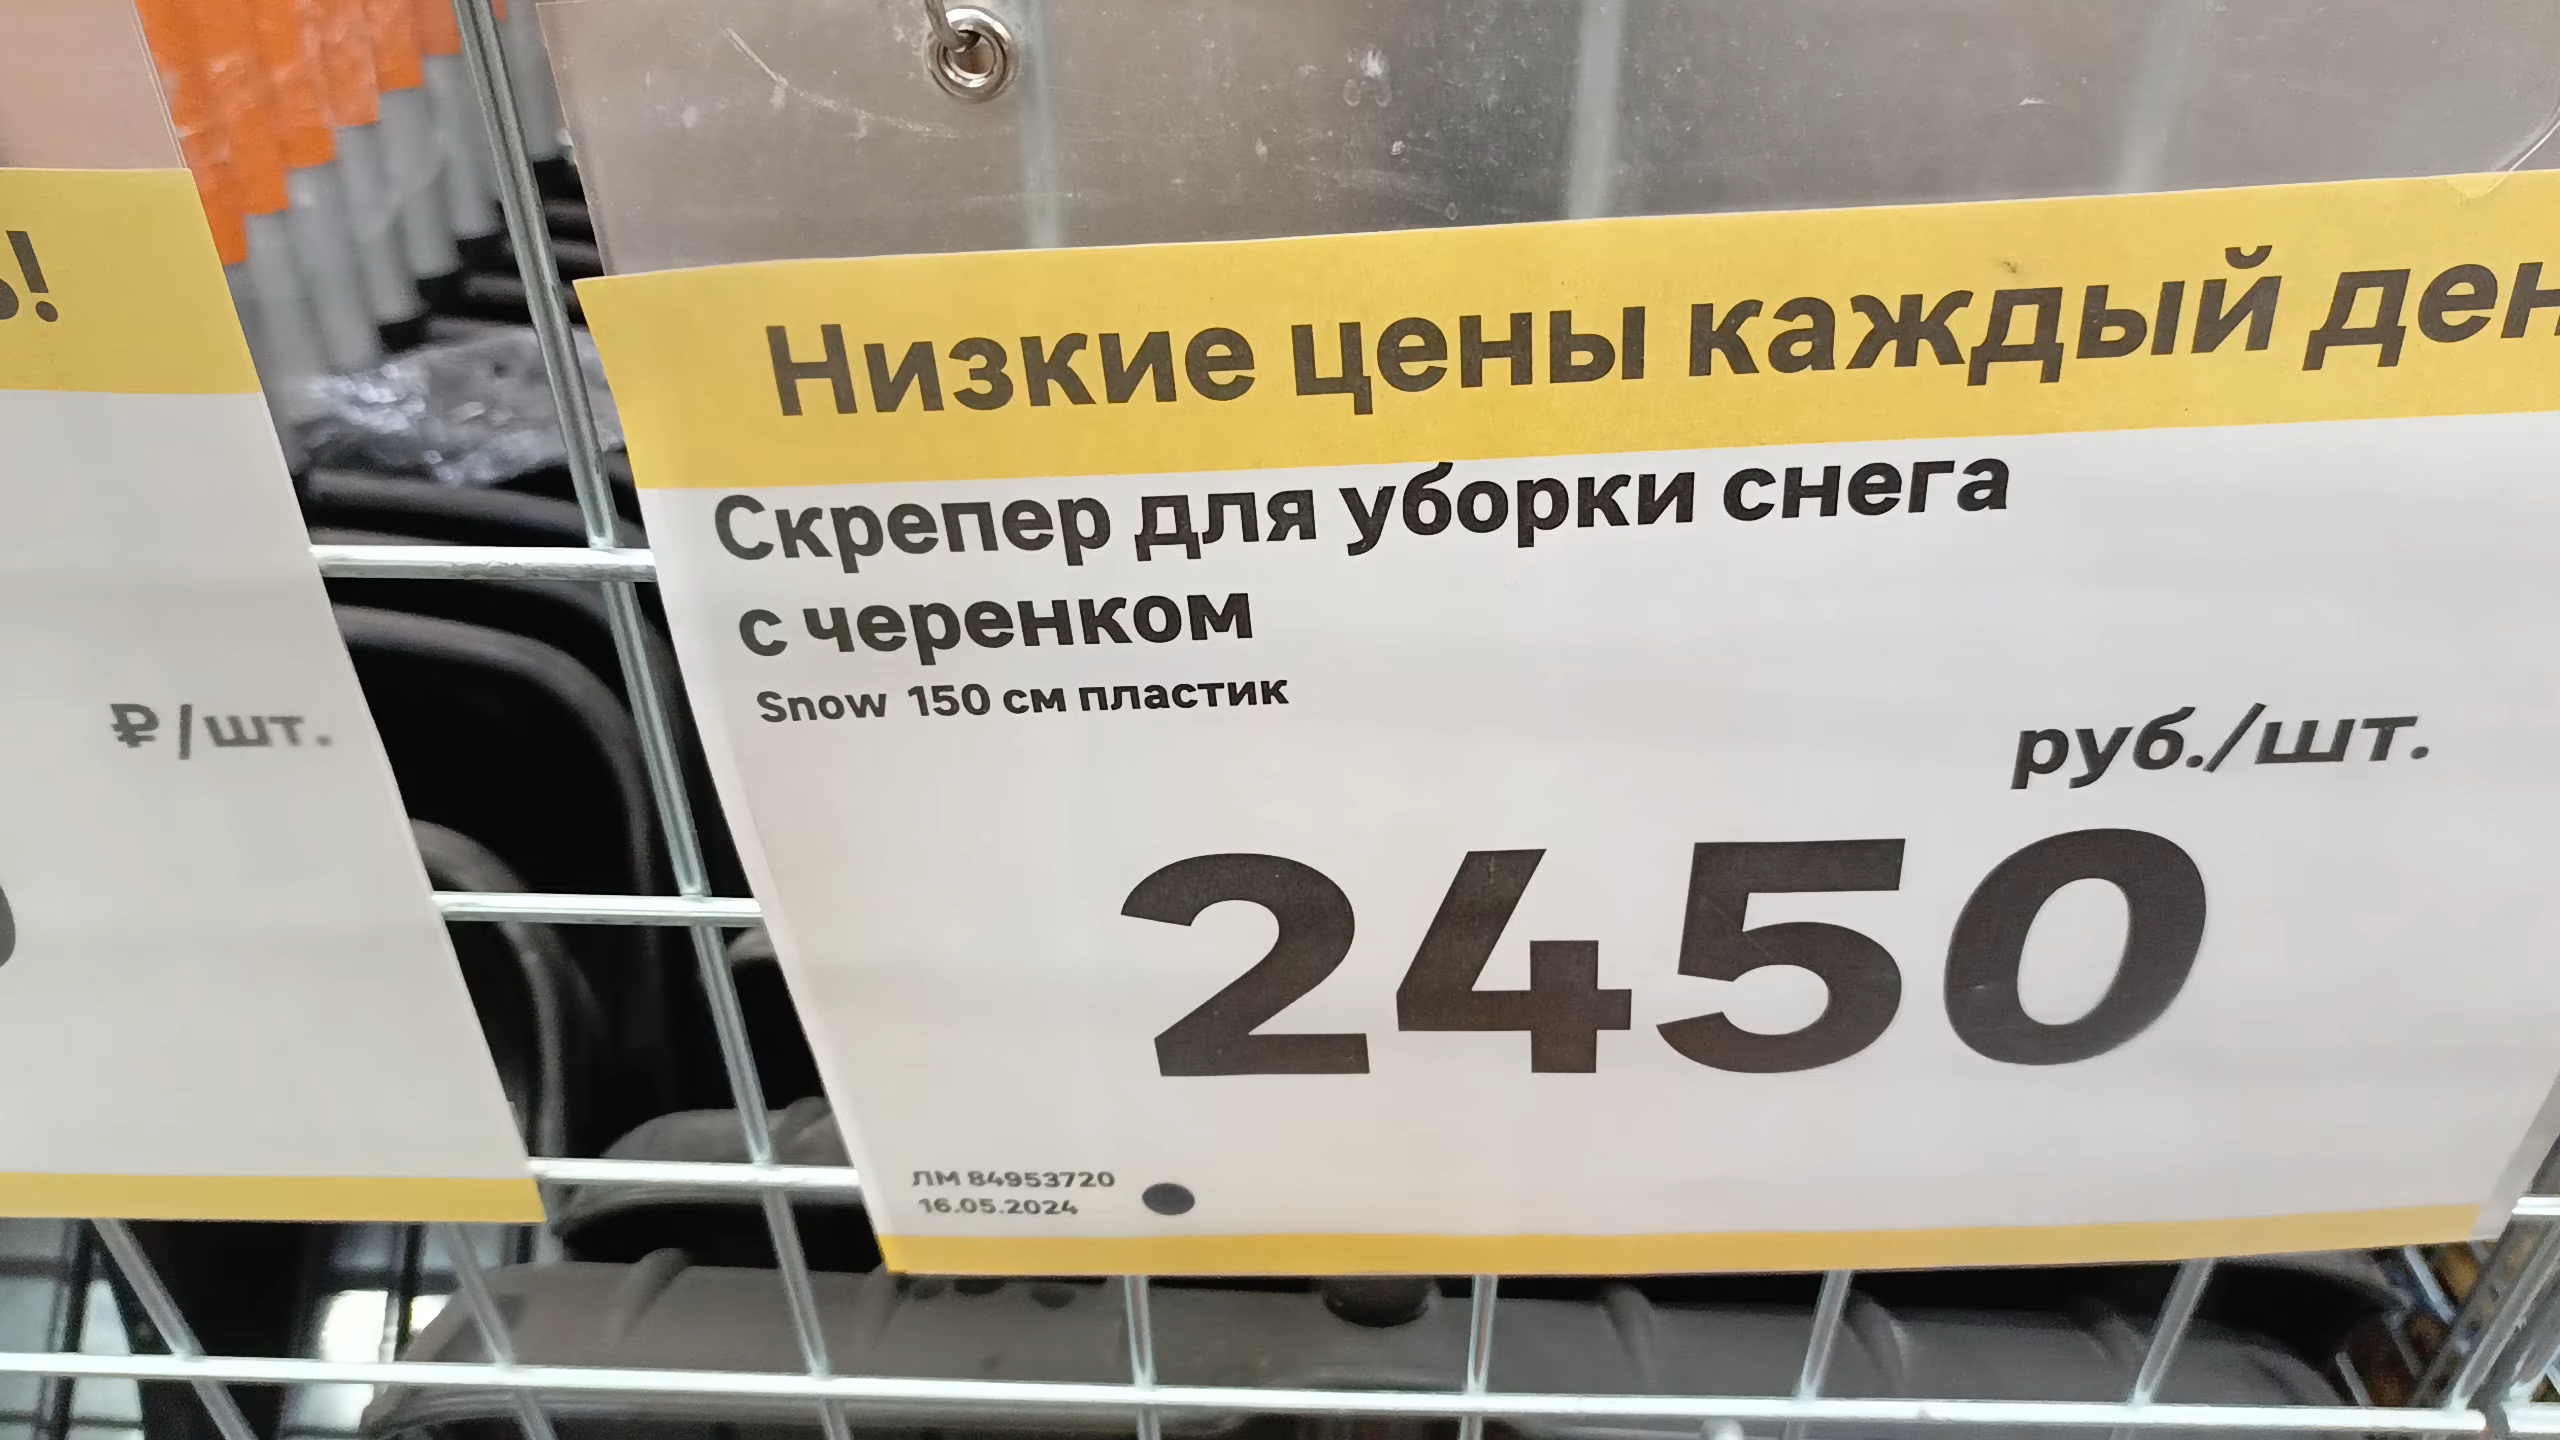 Низкие цены каждый ден
Скрепер для уборки снега
с черенком
Snow 150 см пластик
руб./шт.
2450
ЛМ 84953720
16.05.2024
ь!
₽/шт.